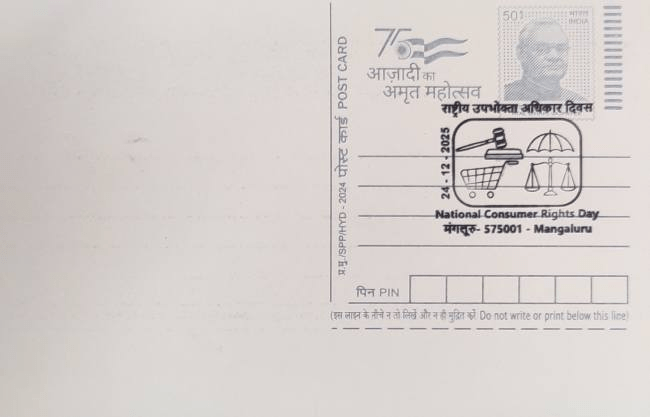 501
भारत
INDIA
75
आज़ादी का
अमृत महोत्सव
राष्ट्रीय उपभोक्ता अधिकार दिवस
24-12-2025
National Consumer Rights Day
मंगलूरु- 575001 - Mangaluru
प्र.मु./SPP/HYD - 2024 पोस्ट कार्ड POST CARD
पिन PIN
(इस लाइन के नीचे न तो लिखें और न ही मुद्रित करें Do not write or print below this line)